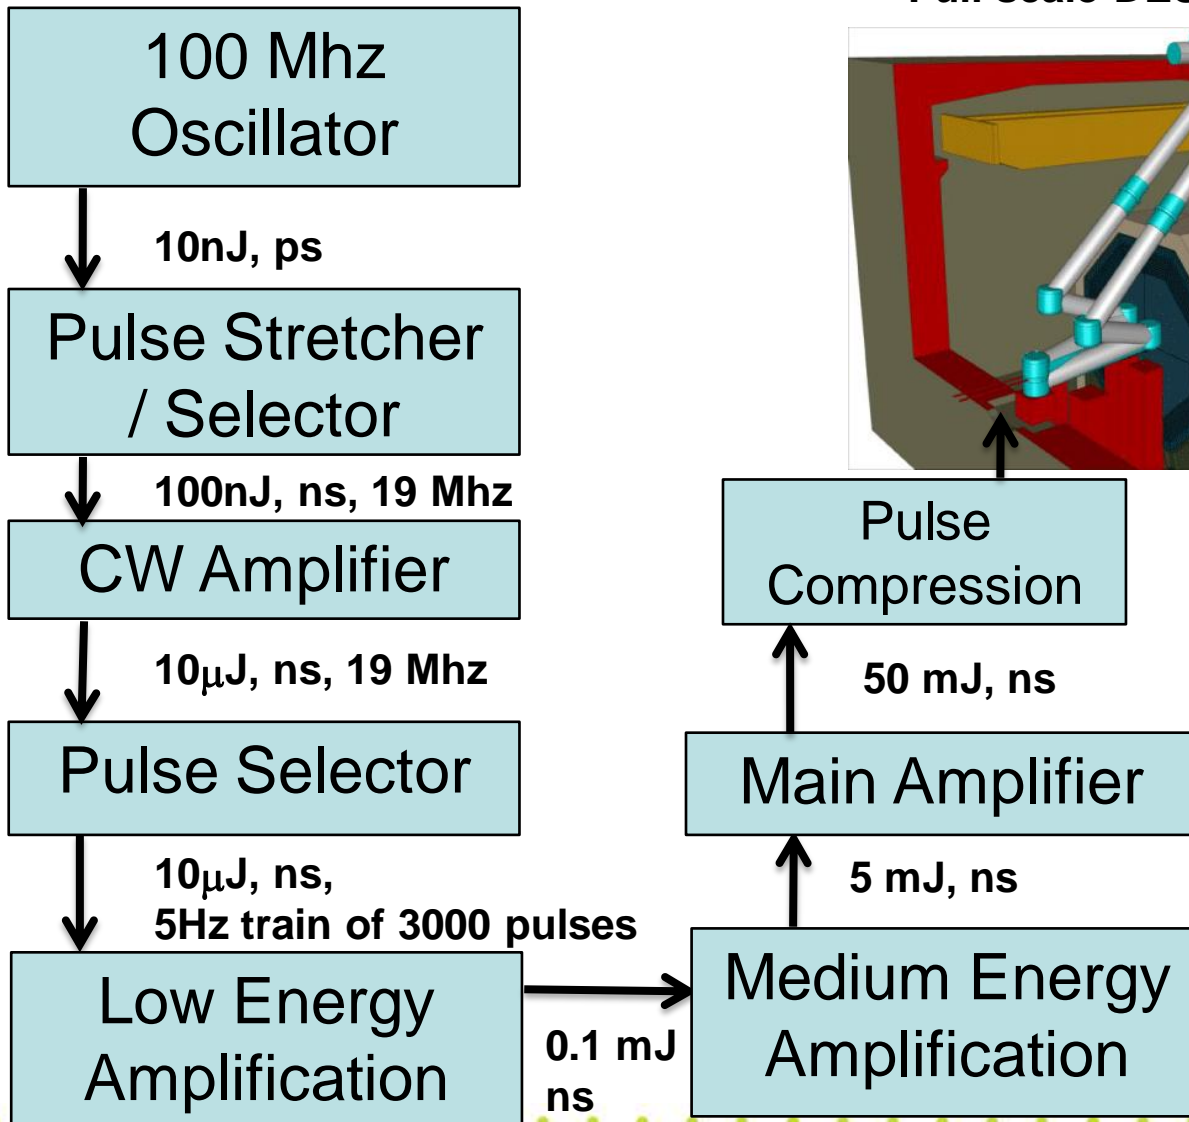 100 Mhz
Oscillator
10nJ, ps
Pulse Stretcher
/ Selector
100nJ, ns, 19 Mhz
CW Amplifier
10μJ, ns, 19 Mhz
Pulse Selector
10μJ, ns,
5Hz train of 3000 pulses
Low Energy
Amplification
0.1 mJ
ns
Medium Energy
Amplification
5 mJ, ns
Main Amplifier
50 mJ, ns
Pulse
Compression